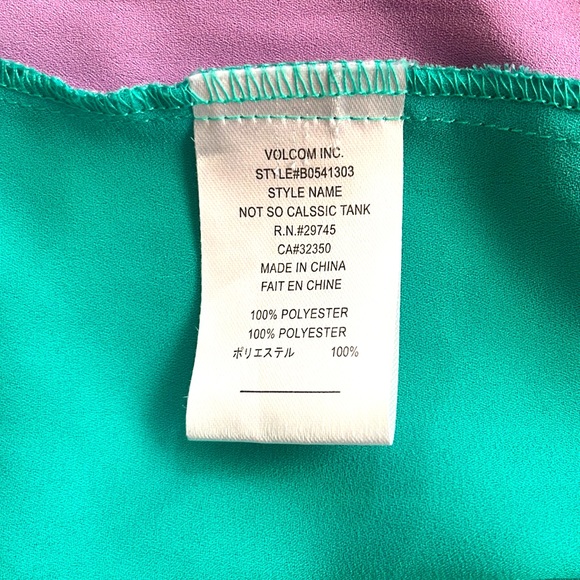 VOLCOM INC.
STYLE#B0541303
STYLE NAME
NOT SO CALSSIC TANK
R.N.#29745
CA#32350
MADE IN CHINA
FAIT EN CHINE
100% POLYESTER
100% POLYESTER
ポリエステル 100%